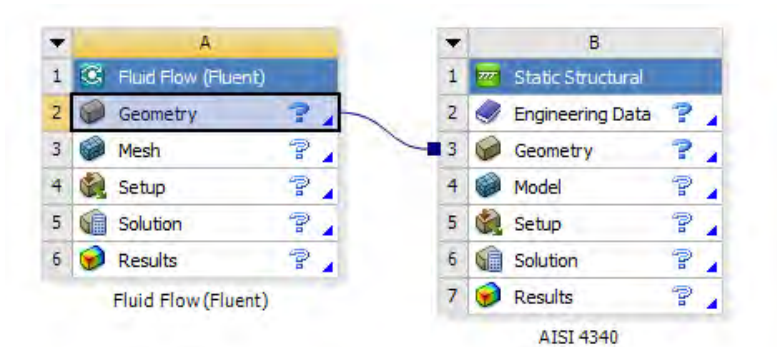 A
1 Fluid Flow (Fluent)
2 Geometry ?
3 Mesh ?
4 Setup ?
5 Solution ?
6 Results ?
Fluid Flow (Fluent)
B
1 Static Structural
2 Engineering Data ?
3 Geometry ?
4 Model ?
5 Setup ?
6 Solution ?
7 Results ?
AISI 4340